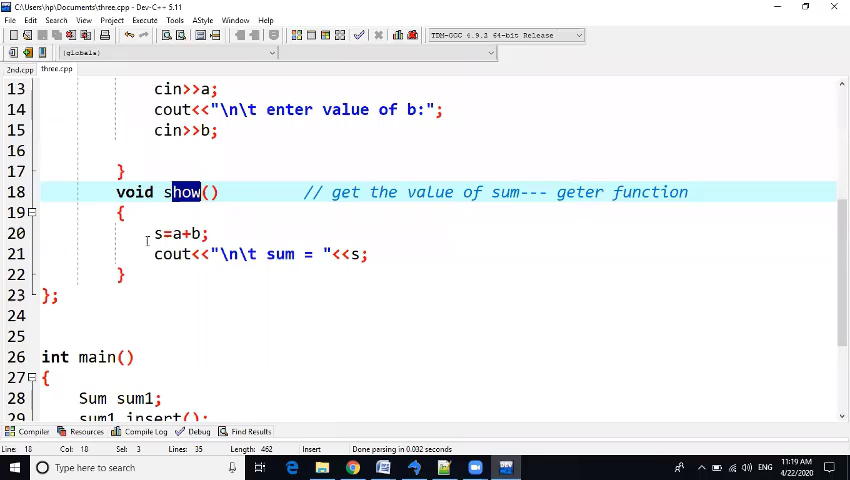 C:\Users\hp\Documents\three.cpp - Dev-C++ 5.11
File Edit Search View Project Execute Tools AStyle Window Help
TDM-GCC 4.9.2 64-bit Release
(globals)
2nd.cpp three.cpp
13 cin>>a;
14 cout<<"\n\t enter value of b:";
15 cin>>b;
16
17 }
18 void show() // get the value of sum--- geter function
19 {
20 s=a+b;
21 cout<<"\n\t sum = "<<s;
22 }
23 };
24
25
26 int main()
27 {
28 Sum sum1;
29 sum1.insert();
Compiler Resources Compile Log Debug Find Results
Line: 18 Col: 18 Sel: 3 Lines: 35 Length: 462 Insert Done parsing in 0.032 seconds
Type here to search
ENG
11:19 AM
4/22/2020